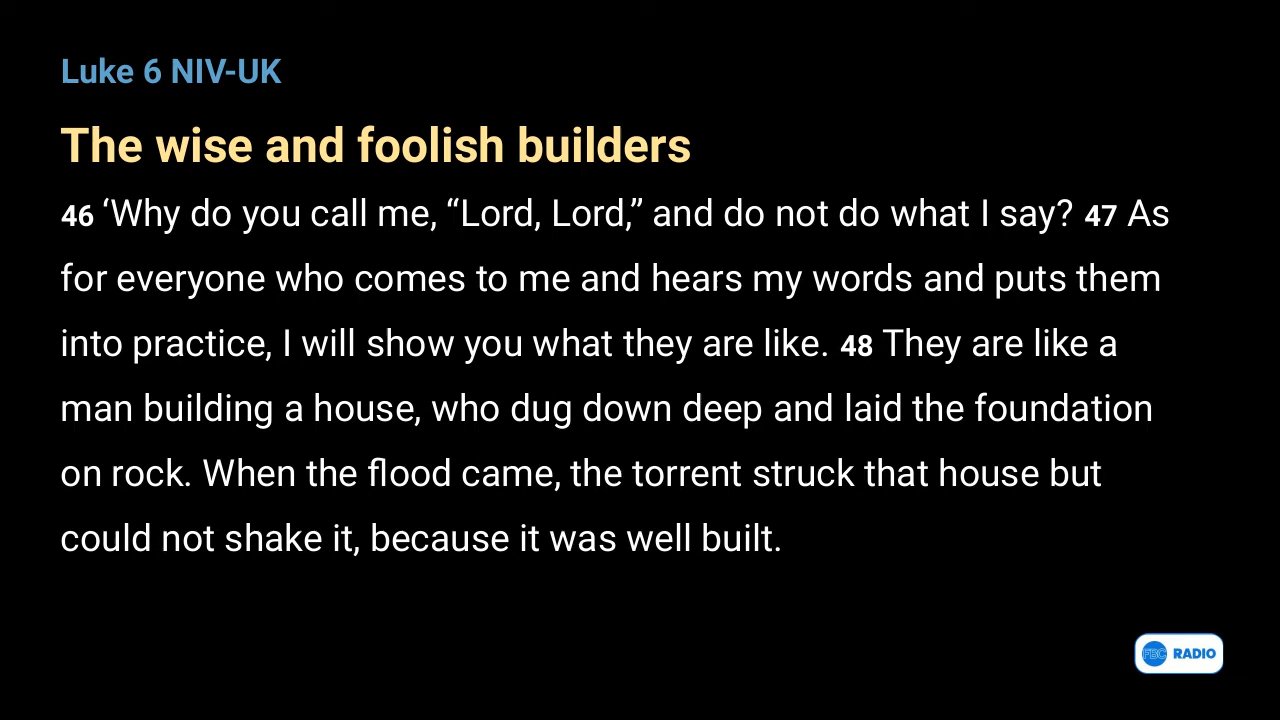 Luke 6 NIV-UK
The wise and foolish builders
46 ‘Why do you call me, “Lord, Lord,” and do not do what I say? 47 As
for everyone who comes to me and hears my words and puts them
into practice, I will show you what they are like. 48 They are like a
man building a house, who dug down deep and laid the foundation
on rock. When the flood came, the torrent struck that house but
could not shake it, because it was well built.
FBC RADIO